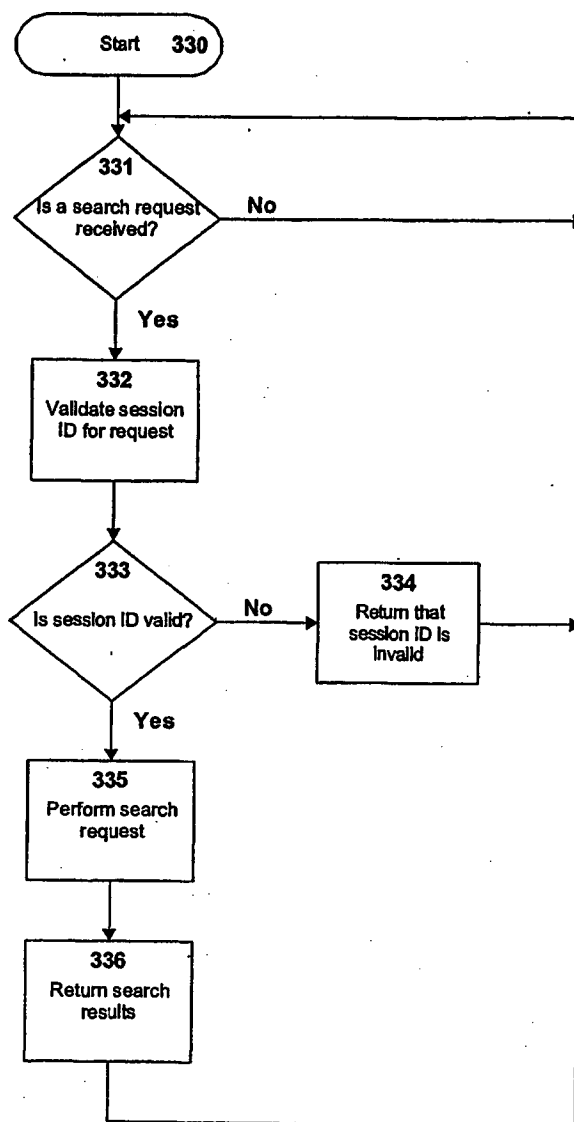 Start 330
331
Is a search request
received?
No
Yes
332
Validate session
ID for request
333
Is session ID valid?
No
334
Return that
session ID is
invalid
Yes
335
Perform search
request
336
Return search
results